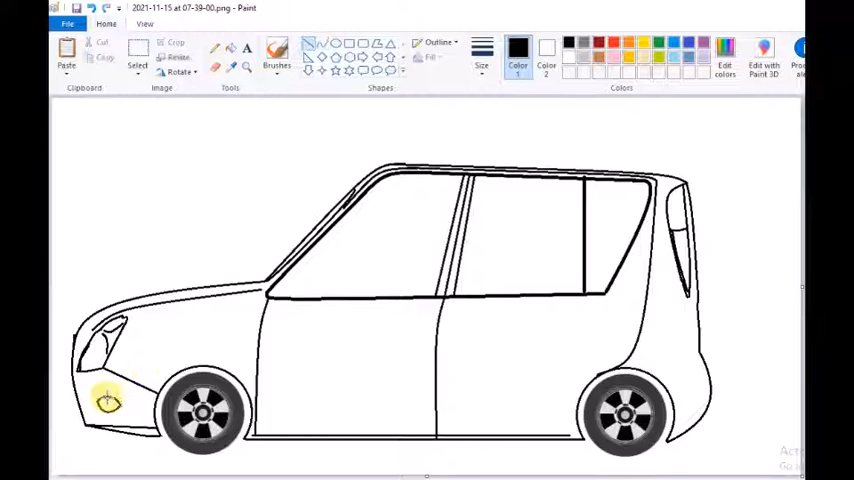 2021-11-15 at 07-39-00.png - Paint
File Home View
Cut
Copy
Paste
Clipboard
Select
Crop
Resize
Rotate
Image
Tools
Brushes
Outline
Fill
Shapes
Size
Color 1
Color 2
Edit colors
Colors
Edit with Paint 3D